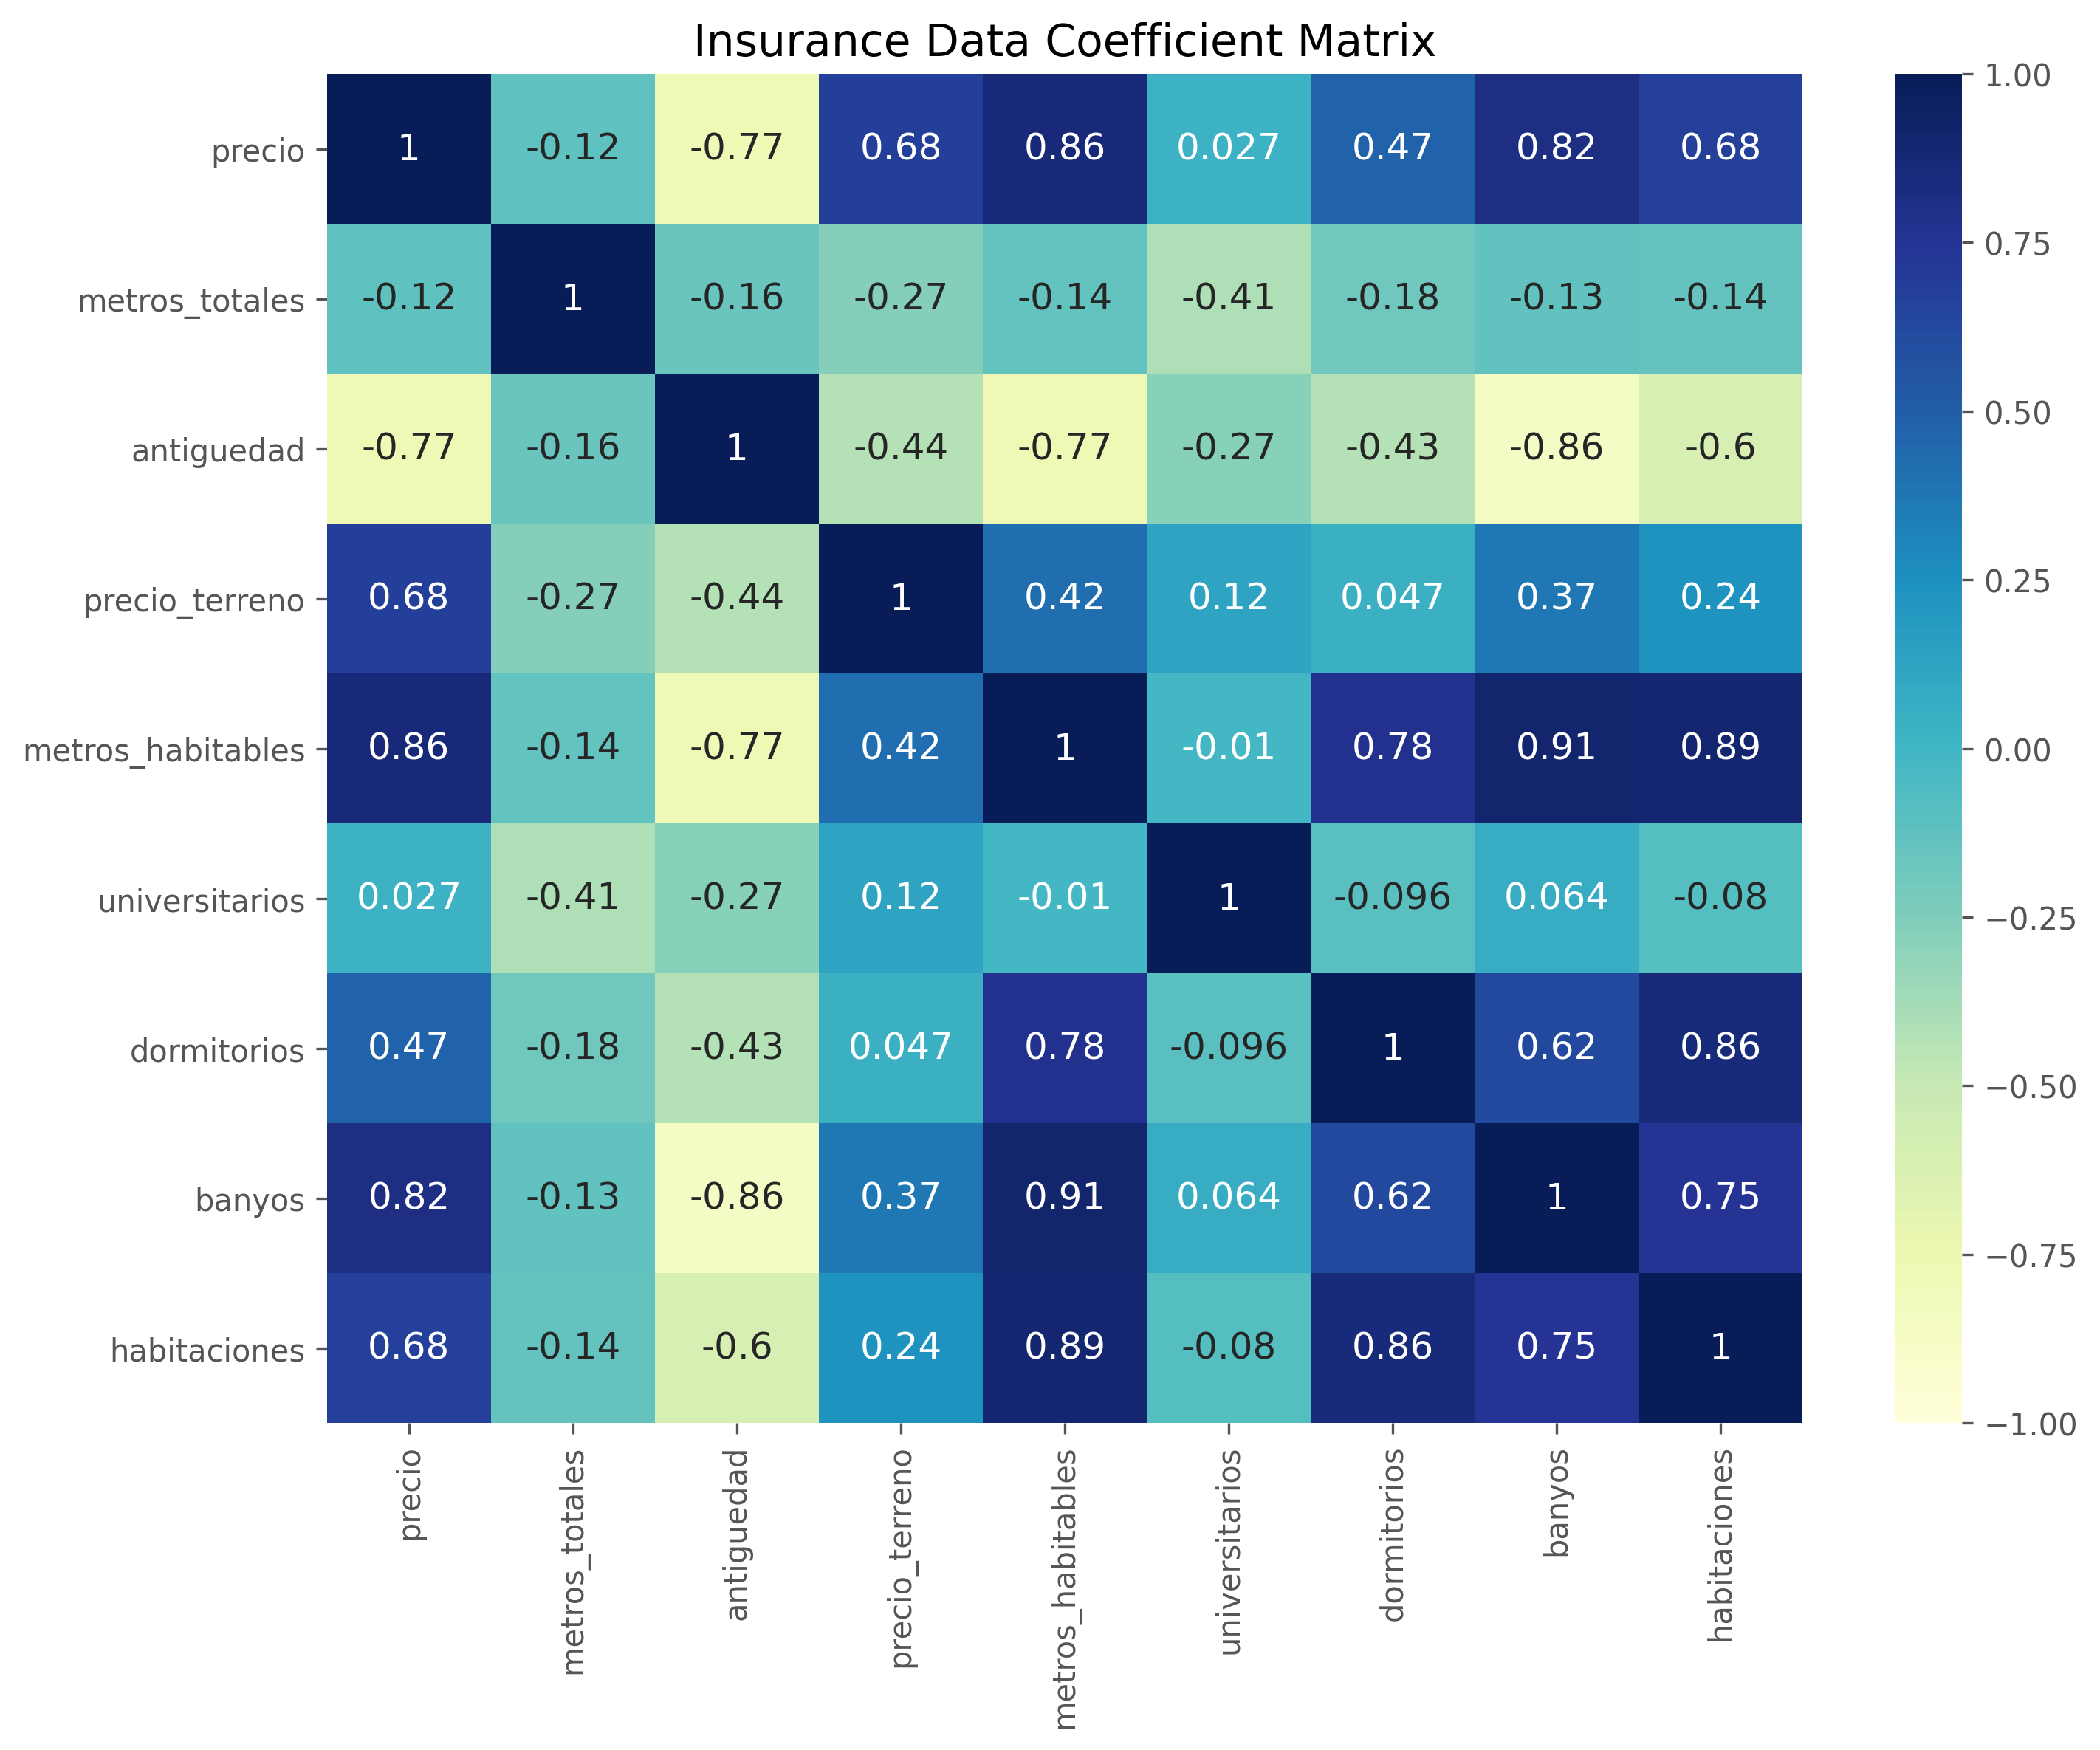 Insurance Data Coefficient Matrix
precio 1 -0.12 -0.77 0.68 0.86 0.027 0.47 0.82 0.68
metros_totales -0.12 1 -0.16 -0.27 -0.14 -0.41 -0.18 -0.13 -0.14
antiguedad -0.77 -0.16 1 -0.44 -0.77 -0.27 -0.43 -0.86 -0.6
precio_terreno 0.68 -0.27 -0.44 1 0.42 0.12 0.047 0.37 0.24
metros_habitables 0.86 -0.14 -0.77 0.42 1 -0.01 0.78 0.91 0.89
universitarios 0.027 -0.41 -0.27 0.12 -0.01 1 -0.096 0.064 -0.08
dormitorios 0.47 -0.18 -0.43 0.047 0.78 -0.096 1 0.62 0.86
banyos 0.82 -0.13 -0.86 0.37 0.91 0.064 0.62 1 0.75
habitaciones 0.68 -0.14 -0.6 0.24 0.89 -0.08 0.86 0.75 1
precio
metros_totales
antiguedad
precio_terreno
metros_habitables
universitarios
dormitorios
banyos
habitaciones
1.00
0.75
0.50
0.25
0.00
−0.25
−0.50
−0.75
−1.00